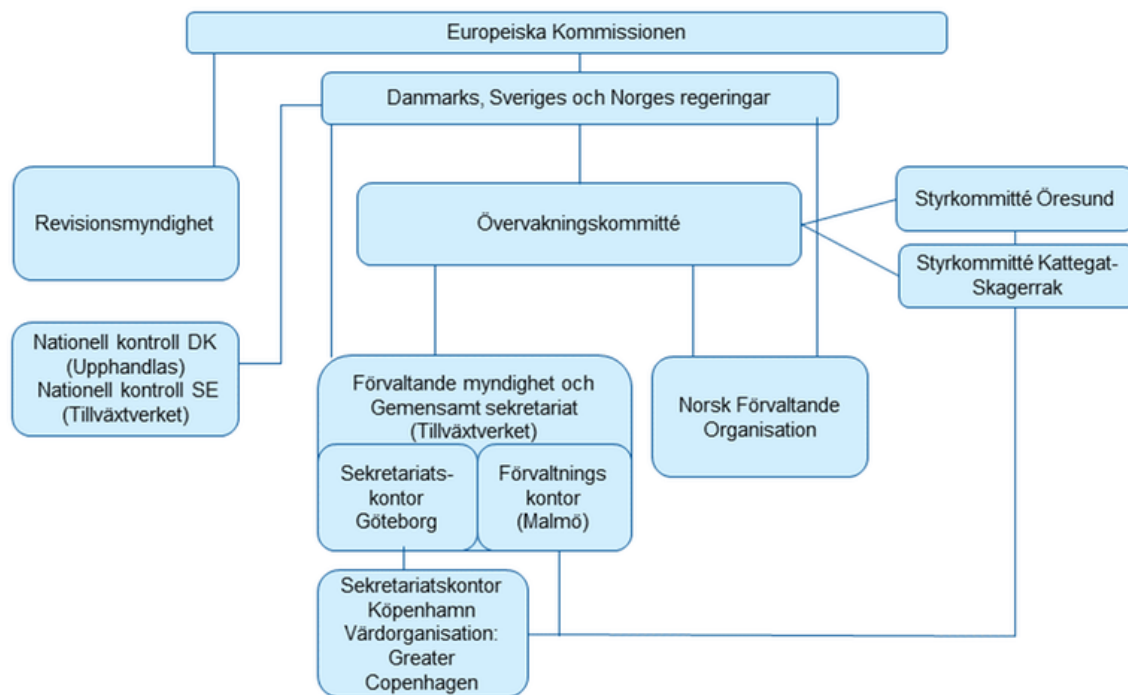 Europeiska Kommissionen
Danmarks, Sveriges och Norges regeringar
Revisionsmyndighet
Övervakningskommitté
Styrkommitté Öresund
Styrkommitté Kattegat-
Skagerrak
Nationell kontroll DK
(Upphandlas)
Nationell kontroll SE
(Tillväxtverket)
Förvaltande myndighet och
Gemensamt sekretariat
(Tillväxtverket)
Norsk Förvaltande
Organisation
Sekretariats-
kontor
Göteborg
Förvaltnings
kontor
(Malmö)
Sekretariatskontor
Köpenhamn
Värdorganisation:
Greater
Copenhagen